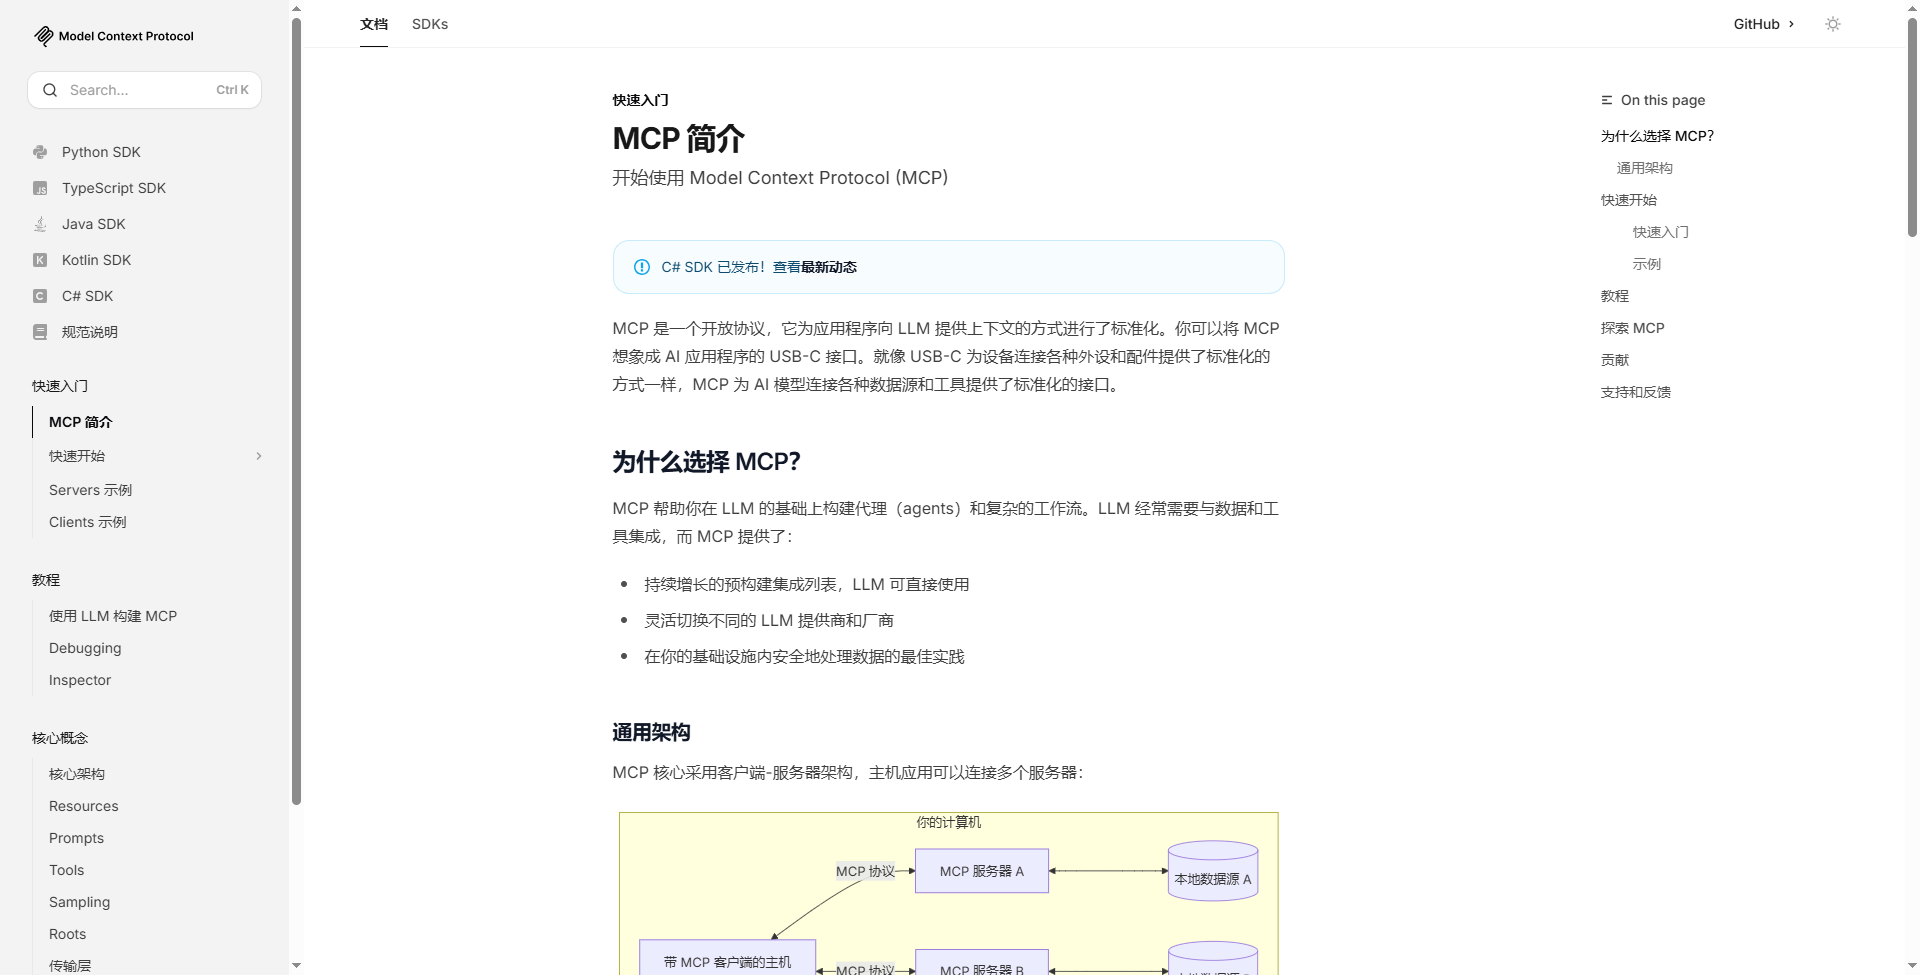 Model Context Protocol
Search...
Ctrl K
Python SDK
TypeScript SDK
Java SDK
Kotlin SDK
C# SDK
规范说明
快速入门
MCP 简介
快速开始
Servers 示例
Clients 示例
教程
使用 LLM 构建 MCP
Debugging
Inspector
核心概念
核心架构
Resources
Prompts
Tools
Sampling
Roots
传输层
文档
SDKs
GitHub
快速入门
MCP 简介
开始使用 Model Context Protocol (MCP)
C# SDK 已发布！查看最新动态
MCP 是一个开放协议，它为应用程序向 LLM 提供上下文的方式进行了标准化。你可以将 MCP
想象成 AI 应用程序的 USB-C 接口。就像 USB-C 为设备连接各种外设和配件提供了标准化的
方式一样，MCP 为 AI 模型连接各种数据源和工具提供了标准化的接口。
为什么选择 MCP？
MCP 帮助你在 LLM 的基础上构建代理（agents）和复杂的工作流。LLM 经常需要与数据和工
具集成，而 MCP 提供了：
持续增长的预构建集成列表，LLM 可直接使用
灵活切换不同的 LLM 提供商和厂商
在你的基础设施内安全地处理数据的最佳实践
通用架构
MCP 核心采用客户端-服务器架构，主机应用可以连接多个服务器：
你的计算机
MCP 协议
MCP 服务器 A
本地数据源 A
带 MCP 客户端的主机
MCP 协议
MCP 服务器 B
On this page
为什么选择 MCP？
通用架构
快速开始
快速入门
示例
教程
探索 MCP
贡献
支持和反馈